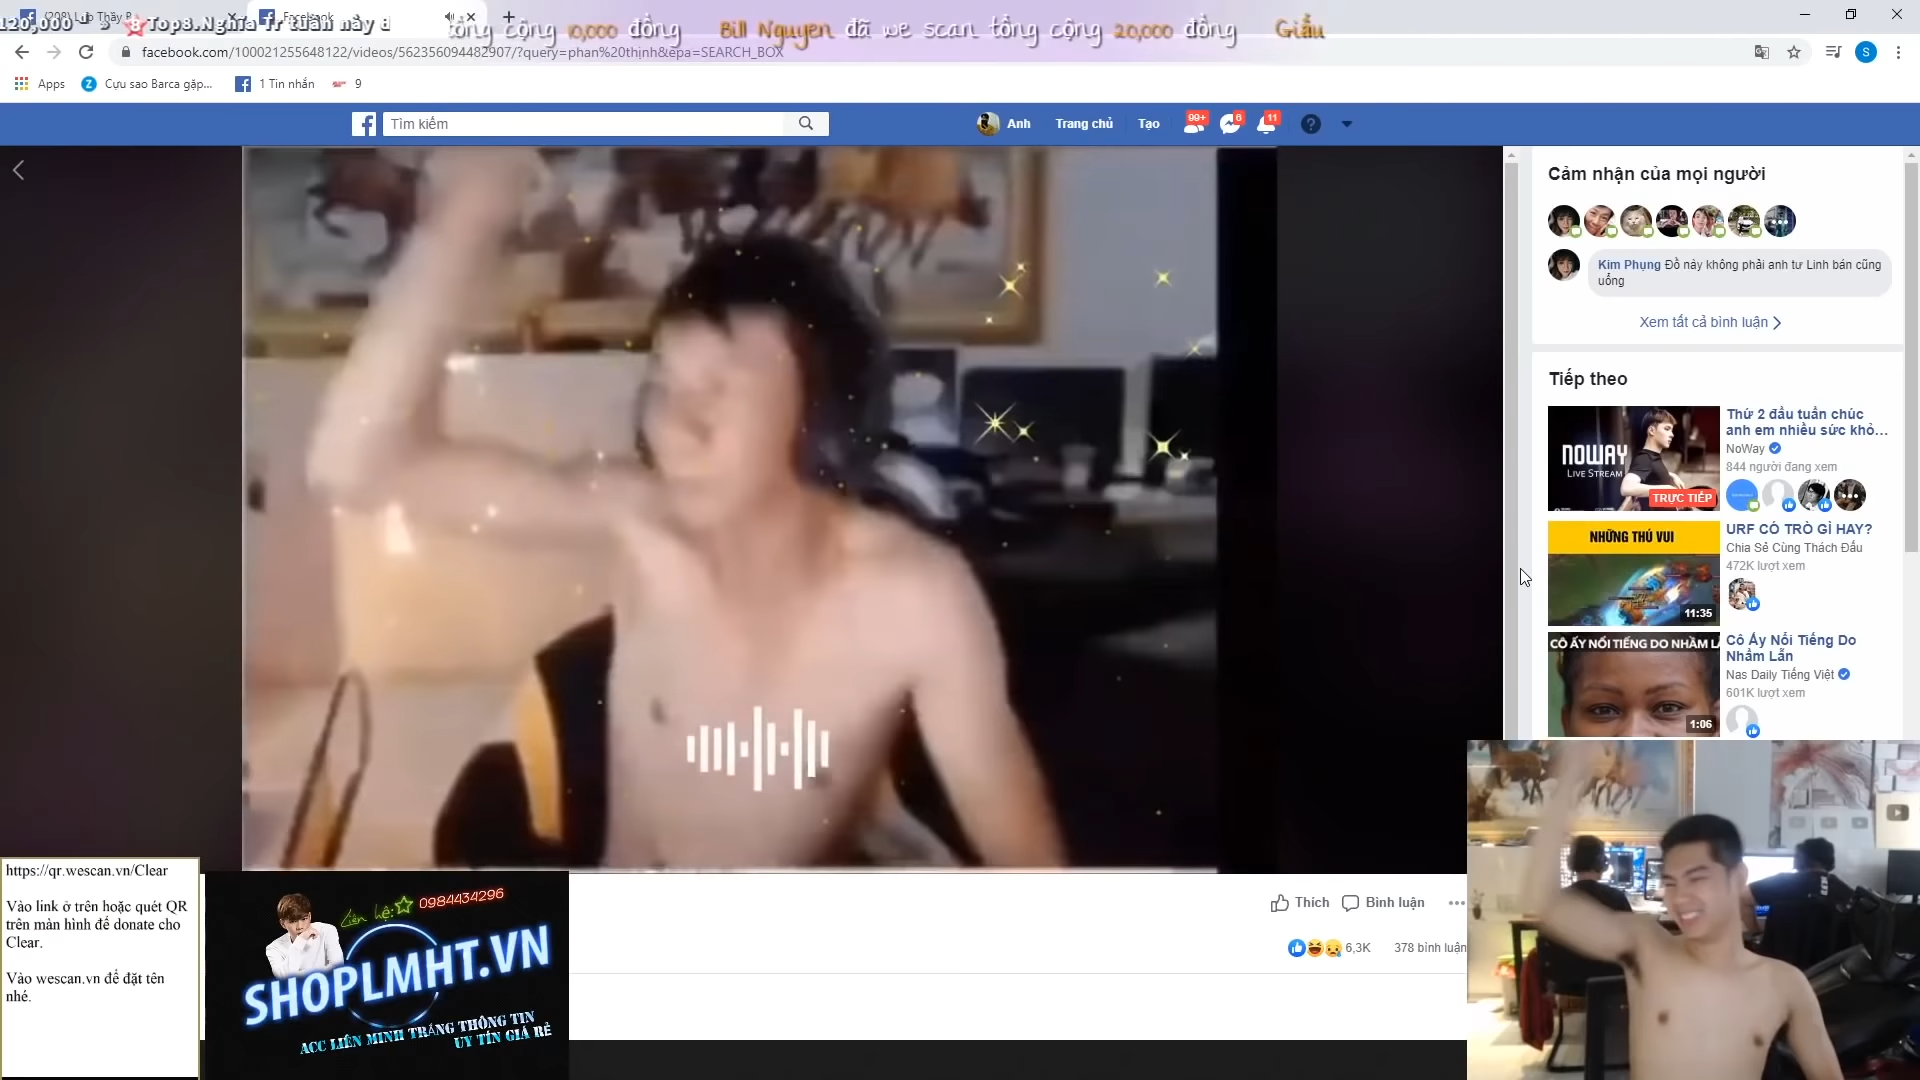 120,000
Top3.Nghĩa Tr tuần này đ
tổng cộng 10,000 đồng Bill Nguyen đã we scan tổng cộng 20,000 đồng Giấu
facebook.com/100021255648122/videos/562356094482907/?query=phan%20thịnh&epa=SEARCH_BOX
S
Apps
Cựu sao Barca gặp...
1 Tin nhắn
9
Tìm kiếm
Anh
Trang chủ
Tạo
99+
6
11
Cảm nhận của mọi người
Kim Phụng Đồ này không phải anh tư Linh bán cũng
uổng
Xem tất cả bình luận
Tiếp theo
NOWAY
LIVE STREAM
TRỰC TIẾP
Thứ 2 đầu tuần chúc
anh em nhiều sức khỏ...
NoWay
844 người đang xem
NHỮNG THÚ VUI
11:35
URF CÓ TRÒ GÌ HAY?
Chia Sẻ Cùng Thách Đấu
472K lượt xem
CÔ ẤY NỔI TIẾNG DO NHẦM
1:06
Cô Ấy Nổi Tiếng Do
Nhầm Lẫn
Nas Daily Tiếng Việt
601K lượt xem
Thích
Bình luận
6,3K
378 bình luận
https://qr.wescan.vn/Clear
Vào link ở trên hoặc quét QR
trên màn hình để donate cho
Clear.
Vào wescan.vn để đặt tên
nhé.
Liên hệ: 0984434296
SHOPLMHT.VN
ACC LIÊN MINH TRẮNG THÔNG TIN
UY TÍN GIÁ RẺ